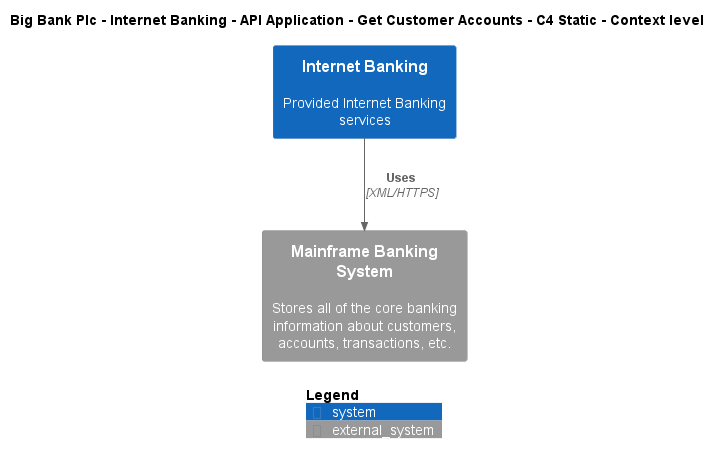 Big Bank Plc - Internet Banking - API Application - Get Customer Accounts - C4 Static - Context level
Internet Banking
Provided Internet Banking
services
Uses
[XML/HTTPS]
Mainframe Banking
System
Stores all of the core banking
information about customers,
accounts, transactions, etc.
Legend
system
external_system